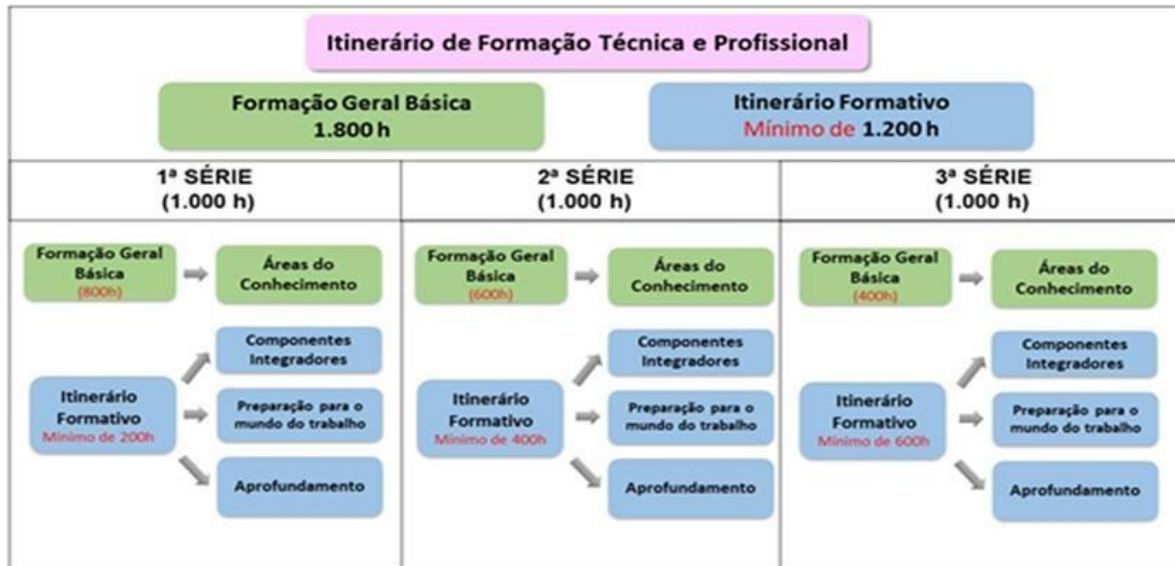 Itinerário de Formação Técnica e Profissional
Formação Geral Básica
1.800 h
Itinerário Formativo
Mínimo de 1.200 h
1ª SÉRIE
(1.000 h)
2ª SÉRIE
(1.000 h)
3ª SÉRIE
(1.000 h)
Formação Geral
Básica
(800h)
Áreas do
Conhecimento
Itinerário
Formativo
Mínimo de 200h
Componentes
Integradores
Preparação para o
mundo do trabalho
Aprofundamento
Formação Geral
Básica
(600h)
Áreas do
Conhecimento
Itinerário
Formativo
Mínimo de 400h
Componentes
Integradores
Preparação para o
mundo do trabalho
Aprofundamento
Formação Geral
Básica
(400h)
Áreas do
Conhecimento
Itinerário
Formativo
Mínimo de 600h
Componentes
Integradores
Preparação para o
mundo do trabalho
Aprofundamento